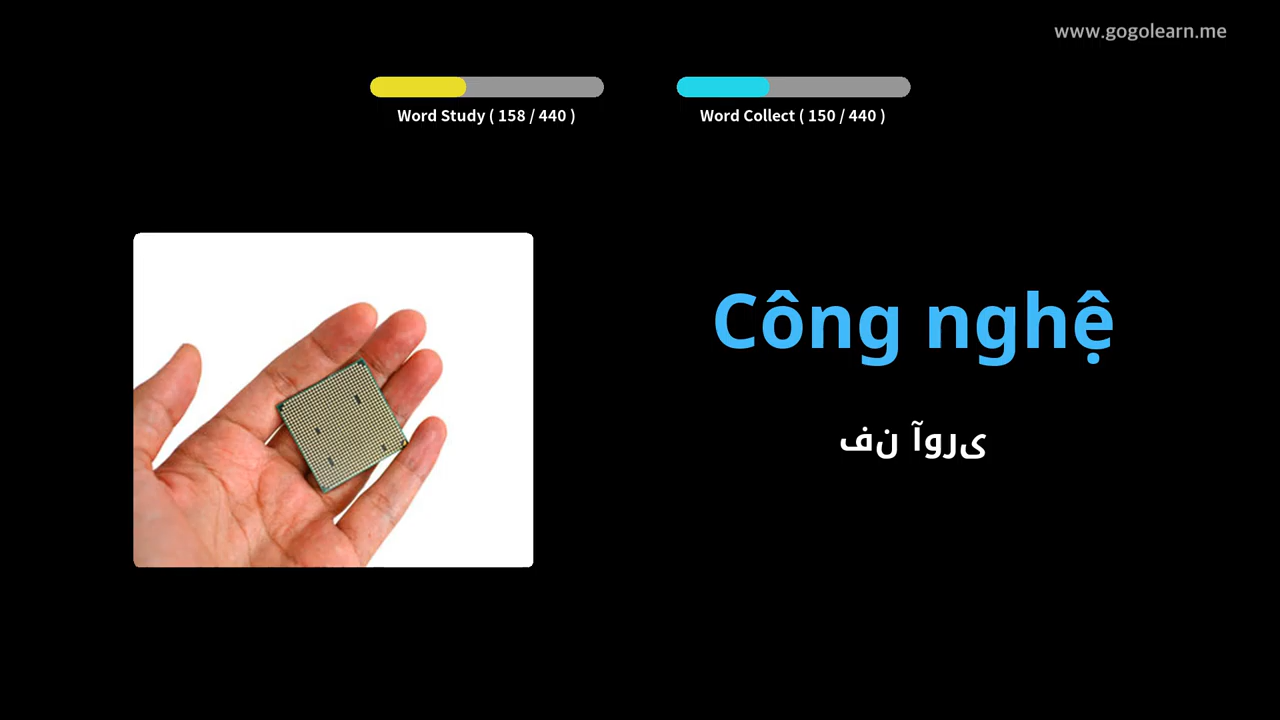 www.gogolearn.me
Word Study ( 158 / 440 )
Word Collect ( 150 / 440 )
Công nghệ
فن آوری